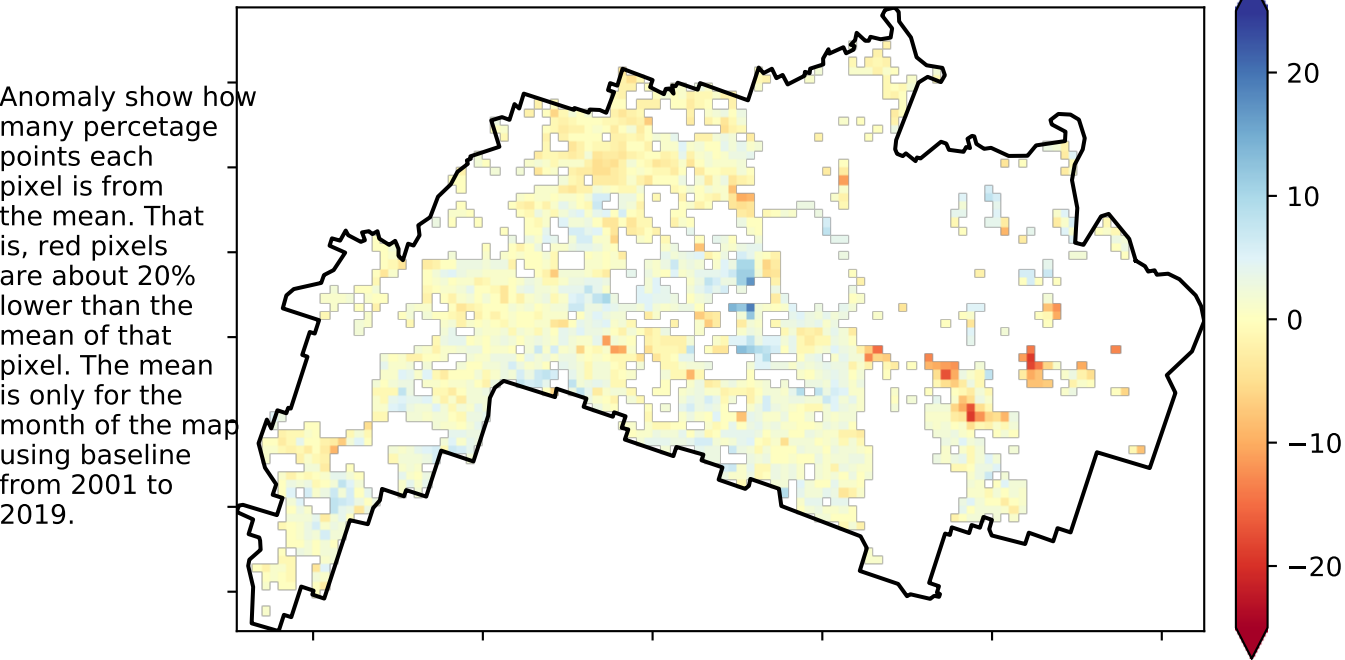 Anomaly show how
many percetage
points each
pixel is from
the mean. That
is, red pixels
are about 20%
lower than the
mean of that
pixel. The mean
is only for the
month of the map
using baseline
from 2001 to
2019.
20
10
0
−10
−20